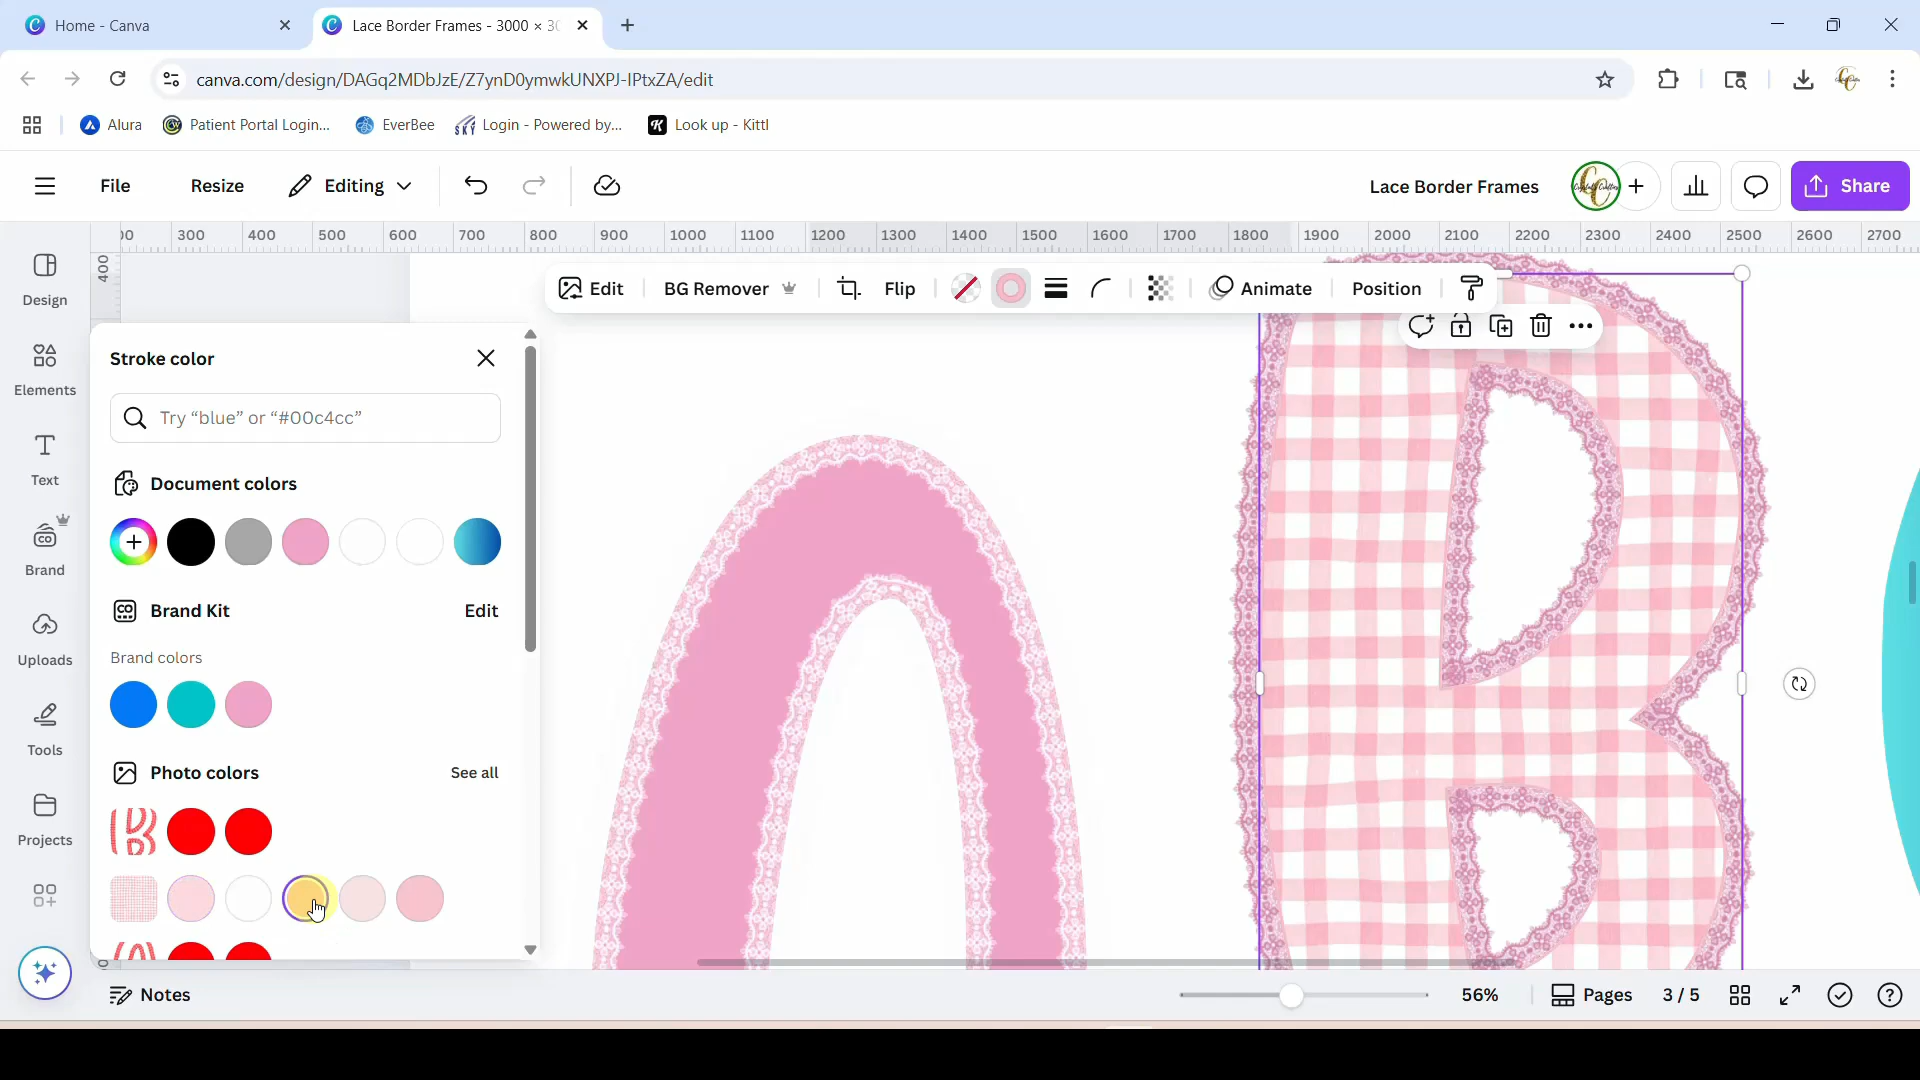 Home - Canva
Lace Border Frames - 3000 × 30
canva.com/design/DAGq2MDbJzE/Z7ynD0ymwkUNXPJ-IPtxZA/edit
Alura
Patient Portal Login...
EverBee
Login - Powered by...
Look up - Kittl
File
Resize
Editing
Lace Border Frames
Share
300 400 500 600 700 800 900 1000 1100 1200 1300 1400 1500 1600 1700 1800 1900 2000 2100 2200 2300 2400 2500 2600 2700
400
Edit
BG Remover
Flip
Animate
Position
Design
Elements
Text
Brand
Uploads
Tools
Projects
Stroke color
Try “blue” or “#00c4cc”
Document colors
Brand Kit
Edit
Brand colors
Photo colors
See all
Notes
56%
Pages
3 / 5